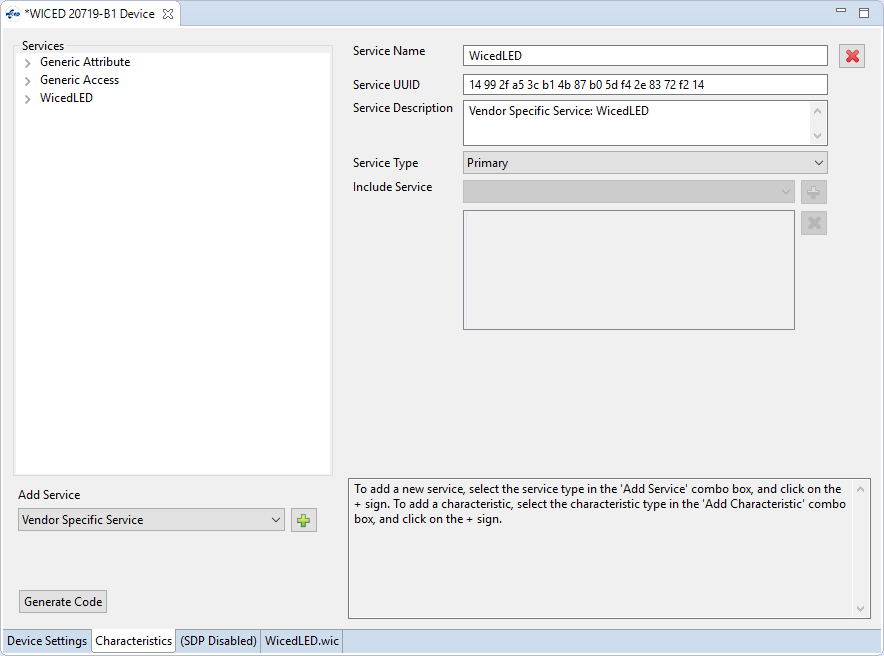 *WICED 20719-B1 Device
Services
Generic Attribute
Generic Access
WicedLED
Service Name
WicedLED
Service UUID
14 99 2f a5 3c b1 4b 87 b0 5d f4 2e 83 72 f2 14
Service Description
Vendor Specific Service: WicedLED
Service Type
Primary
Include Service
Add Service
Vendor Specific Service
Generate Code
To add a new service, select the service type in the 'Add Service' combo box, and click on the
+ sign. To add a characteristic, select the characteristic type in the 'Add Characteristic' combo
box, and click on the + sign.
Device Settings Characteristics (SDP Disabled) WicedLED.wic